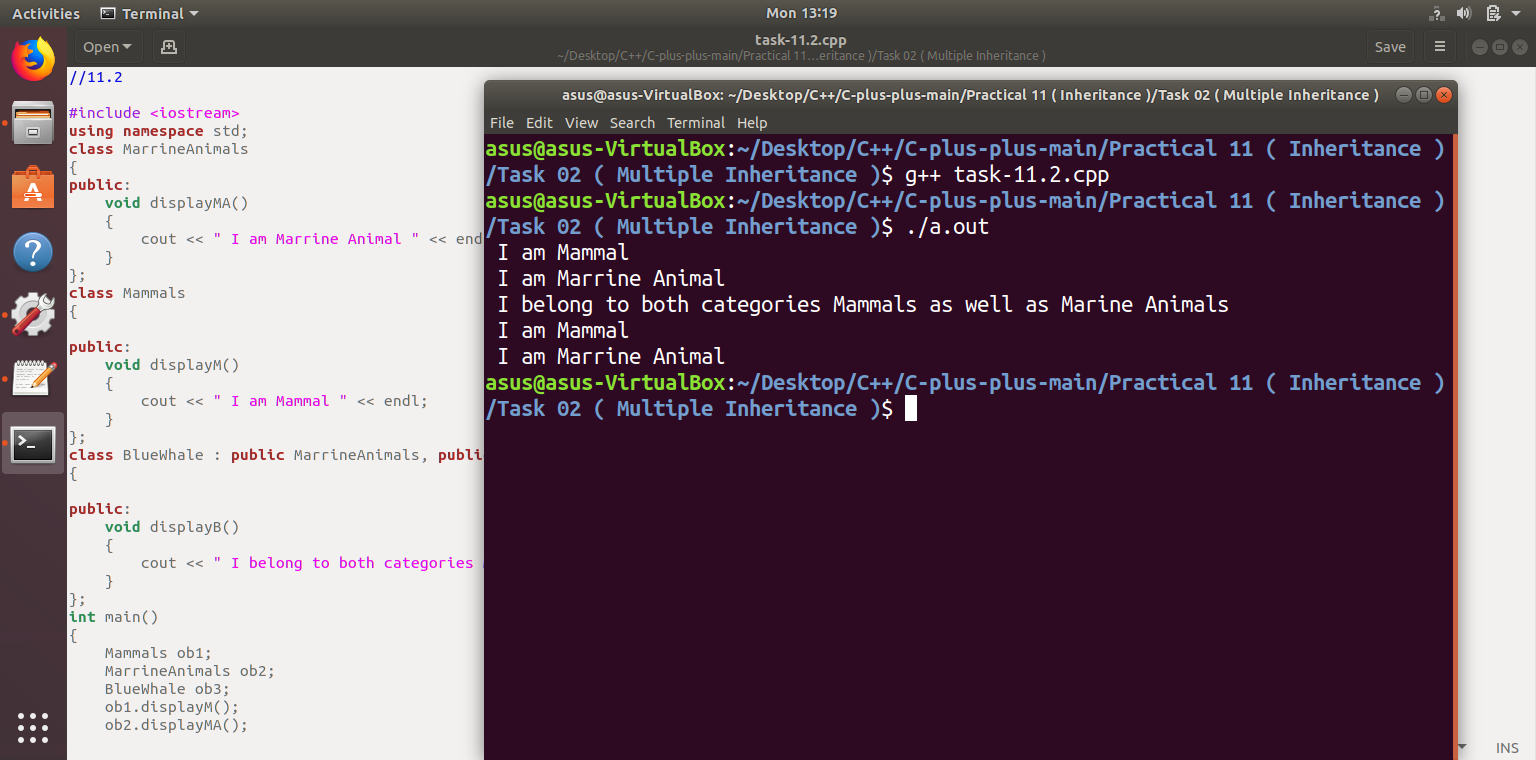 Activities Terminal Mon 13:19
Open task-11.2.cpp Save
~/Desktop/C++/C-plus-plus-main/Practical 11...eritance )/Task 02 ( Multiple Inheritance )
//11.2
#include <iostream>
using namespace std;
class MarrineAnimals
{
public:
void displayMA()
{
cout << " I am Marrine Animal " << end
}
};
class Mammals
{
public:
void displayM()
{
cout << " I am Mammal " << endl;
}
};
class BlueWhale : public MarrineAnimals, publi
{
public:
void displayB()
{
cout << " I belong to both categories
}
};
int main()
{
Mammals ob1;
MarrineAnimals ob2;
BlueWhale ob3;
ob1.displayM();
ob2.displayMA();
asus@asus-VirtualBox: ~/Desktop/C++/C-plus-plus-main/Practical 11 ( Inheritance )/Task 02 ( Multiple Inheritance )
File Edit View Search Terminal Help
asus@asus-VirtualBox:~/Desktop/C++/C-plus-plus-main/Practical 11 ( Inheritance )
/Task 02 ( Multiple Inheritance )$ g++ task-11.2.cpp
asus@asus-VirtualBox:~/Desktop/C++/C-plus-plus-main/Practical 11 ( Inheritance )
/Task 02 ( Multiple Inheritance )$ ./a.out
I am Mammal
I am Marrine Animal
I belong to both categories Mammals as well as Marine Animals
I am Mammal
I am Marrine Animal
asus@asus-VirtualBox:~/Desktop/C++/C-plus-plus-main/Practical 11 ( Inheritance )
/Task 02 ( Multiple Inheritance )$
INS